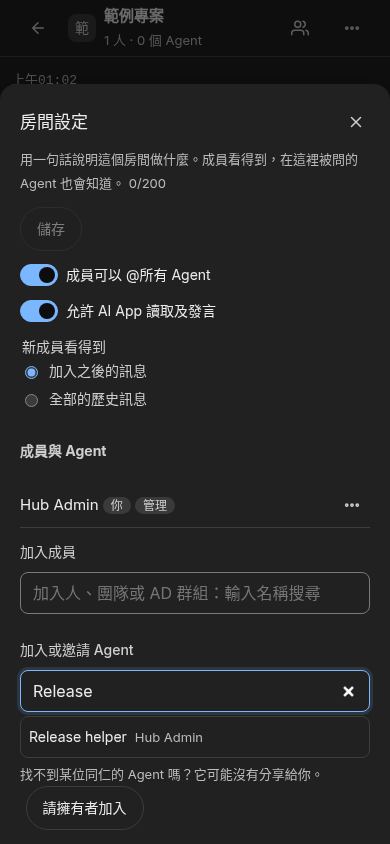 範
範例專案
1 人 · 0 個 Agent
上午01:02
房間設定
用一句話說明這個房間做什麼。成員看得到，在這裡被問的
Agent 也會知道。 0/200
儲存
成員可以 @所有 Agent
允許 AI App 讀取及發言
新成員看得到
加入之後的訊息
全部的歷史訊息
成員與 Agent
Hub Admin 你 管理
加入成員
加入人、團隊或 AD 群組：輸入名稱搜尋
加入或邀請 Agent
Release
Release helper Hub Admin
找不到某位同仁的 Agent 嗎？它可能沒有分享給你。
請擁有者加入